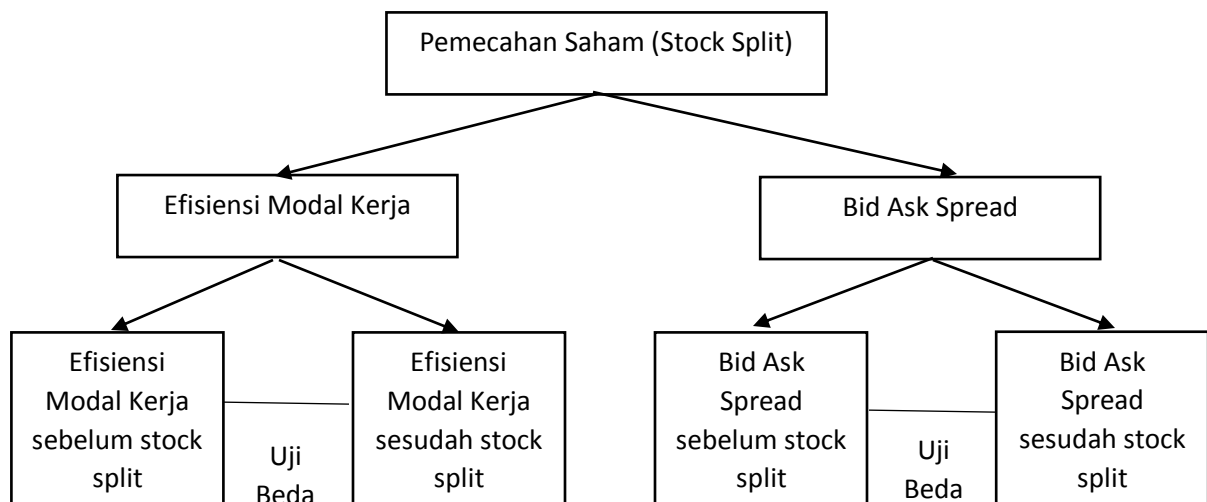 Pemecahan Saham (Stock Split)
Efisiensi Modal Kerja
Bid Ask Spread
Efisiensi
Modal Kerja
sebelum stock
split
Uji
Beda
Efisiensi
Modal Kerja
sesudah stock
split
Bid Ask
Spread
sebelum stock
split
Uji
Beda
Bid Ask
Spread
sesudah stock
split